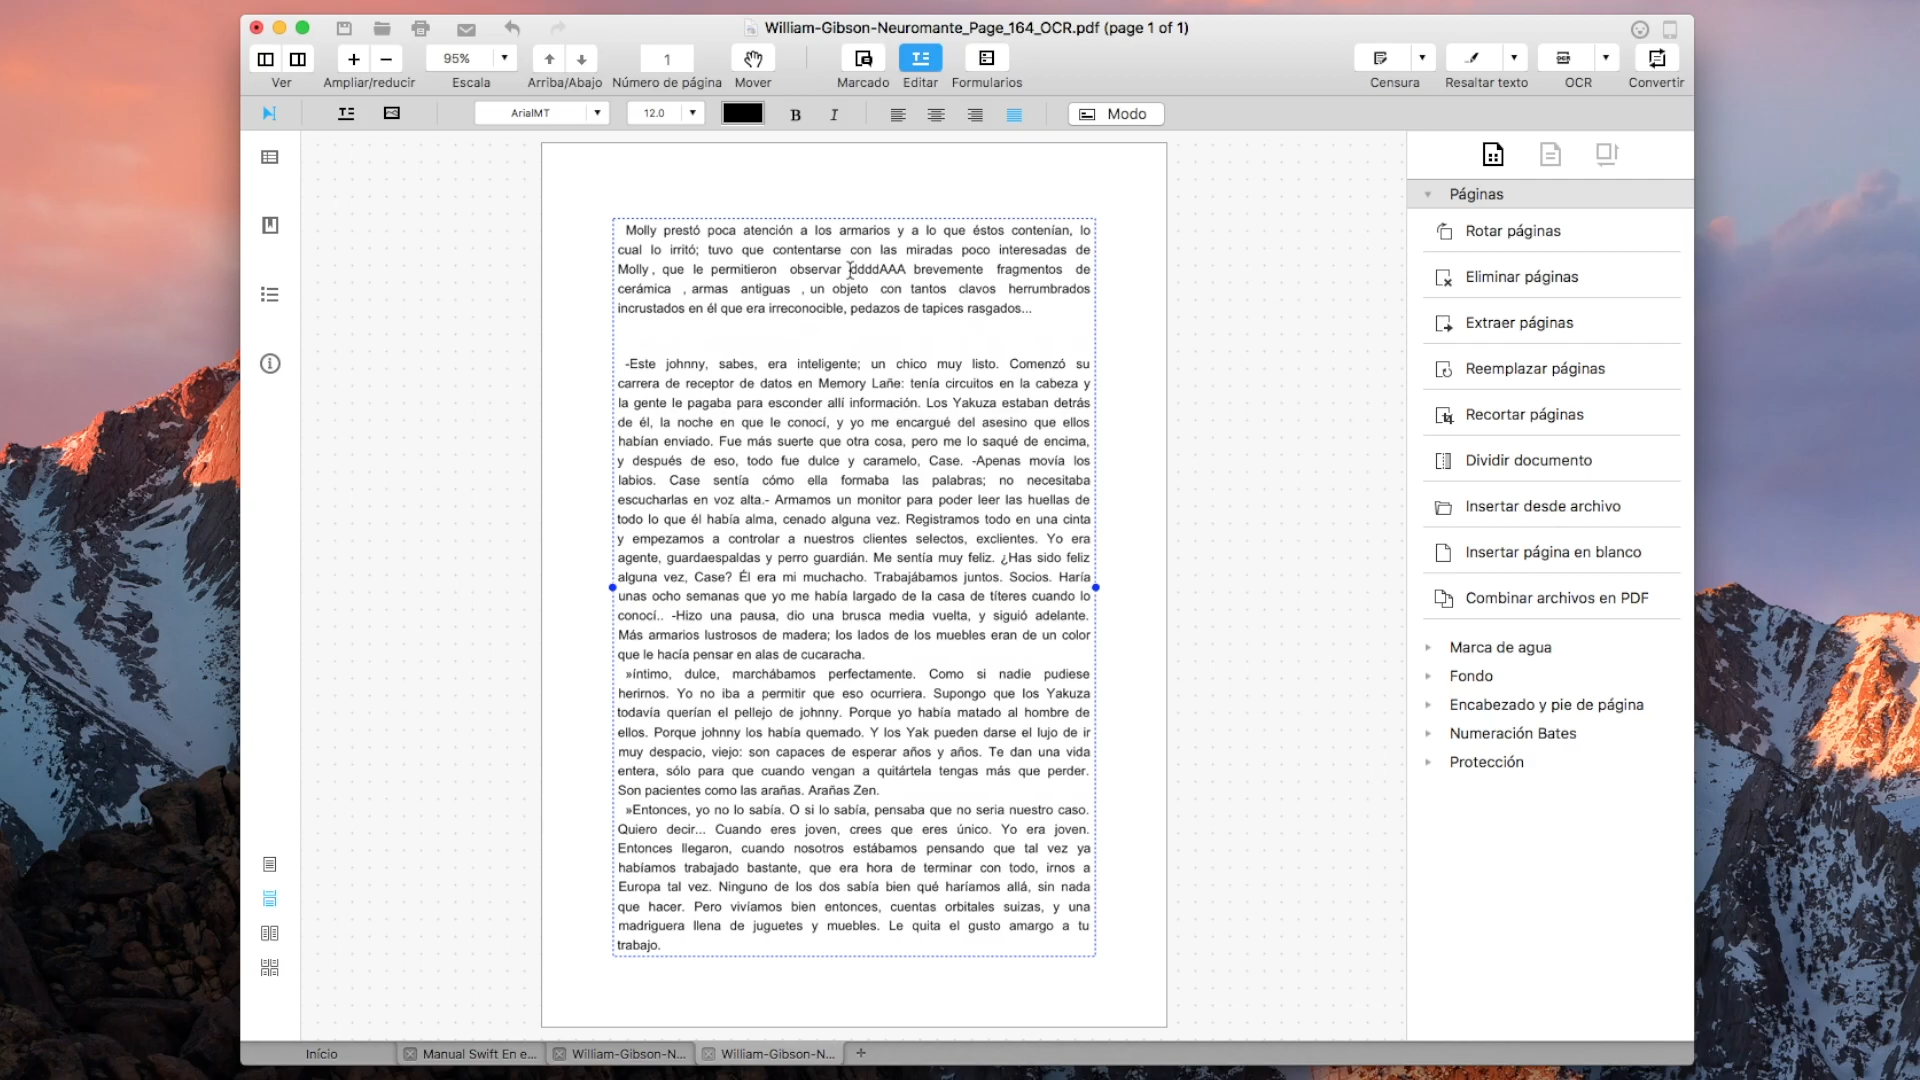 William-Gibson-Neuromante_Page_164_OCR.pdf (page 1 of 1)
95% 1
Ver Ampliar/reducir Escala Arriba/Abajo Número de página Mover Marcado Editar Formularios Censura Resaltar texto OCR Convertir
ArialMT 12.0 B I Modo
Molly prestó poca atención a los armarios y a lo que éstos contenían, lo
cual lo irritó; tuvo que contentarse con las miradas poco interesadas de
Molly , que le permitieron observar ddddAAA brevemente fragmentos de
cerámica , armas antiguas , un objeto con tantos clavos herrumbrados
incrustados en él que era irreconocible, pedazos de tapices rasgados...
-Este johnny, sabes, era inteligente; un chico muy listo. Comenzó su
carrera de receptor de datos en Memory Lañe: tenía circuitos en la cabeza y
la gente le pagaba para esconder allí información. Los Yakuza estaban detrás
de él, la noche en que le conocí, y yo me encargué del asesino que ellos
habían enviado. Fue más suerte que otra cosa, pero me lo saqué de encima,
y después de eso, todo fue dulce y caramelo, Case. -Apenas movía los
labios. Case sentía cómo ella formaba las palabras; no necesitaba
escucharlas en voz alta.- Armamos un monitor para poder leer las huellas de
todo lo que él había alma, cenado alguna vez. Registramos todo en una cinta
y empezamos a controlar a nuestros clientes selectos, exclientes. Yo era
agente, guardaespaldas y perro guardián. Me sentía muy feliz. ¿Has sido feliz
alguna vez, Case? Él era mi muchacho. Trabajábamos juntos. Socios. Haría
unas ocho semanas que yo me había largado de la casa de títeres cuando lo
conocí.. -Hizo una pausa, dio una brusca media vuelta, y siguió adelante.
Más armarios lustrosos de madera; los lados de los muebles eran de un color
que le hacía pensar en alas de cucaracha.
»íntimo, dulce, marchábamos perfectamente. Como si nadie pudiese
herirnos. Yo no iba a permitir que eso ocurriera. Supongo que los Yakuza
todavía querían el pellejo de johnny. Porque yo había matado al hombre de
ellos. Porque johnny los había quemado. Y los Yak pueden darse el lujo de ir
muy despacio, viejo: son capaces de esperar años y años. Te dan una vida
entera, sólo para que cuando vengan a quitártela tengas más que perder.
Son pacientes como las arañas. Arañas Zen.
»Entonces, yo no lo sabía. O si lo sabía, pensaba que no seria nuestro caso.
Quiero decir... Cuando eres joven, crees que eres único. Yo era joven.
Entonces llegaron, cuando nosotros estábamos pensando que tal vez ya
habíamos trabajado bastante, que era hora de terminar con todo, irnos a
Europa tal vez. Ninguno de los dos sabía bien qué haríamos allá, sin nada
que hacer. Pero vivíamos bien entonces, cuentas orbitales suizas, y una
madriguera llena de juguetes y muebles. Le quita el gusto amargo a tu
trabajo.
Páginas
Rotar páginas
Eliminar páginas
Extraer páginas
Reemplazar páginas
Recortar páginas
Dividir documento
Insertar desde archivo
Insertar página en blanco
Combinar archivos en PDF
Marca de agua
Fondo
Encabezado y pie de página
Numeración Bates
Protección
Início Manual Swift En e... William-Gibson-N... William-Gibson-N...